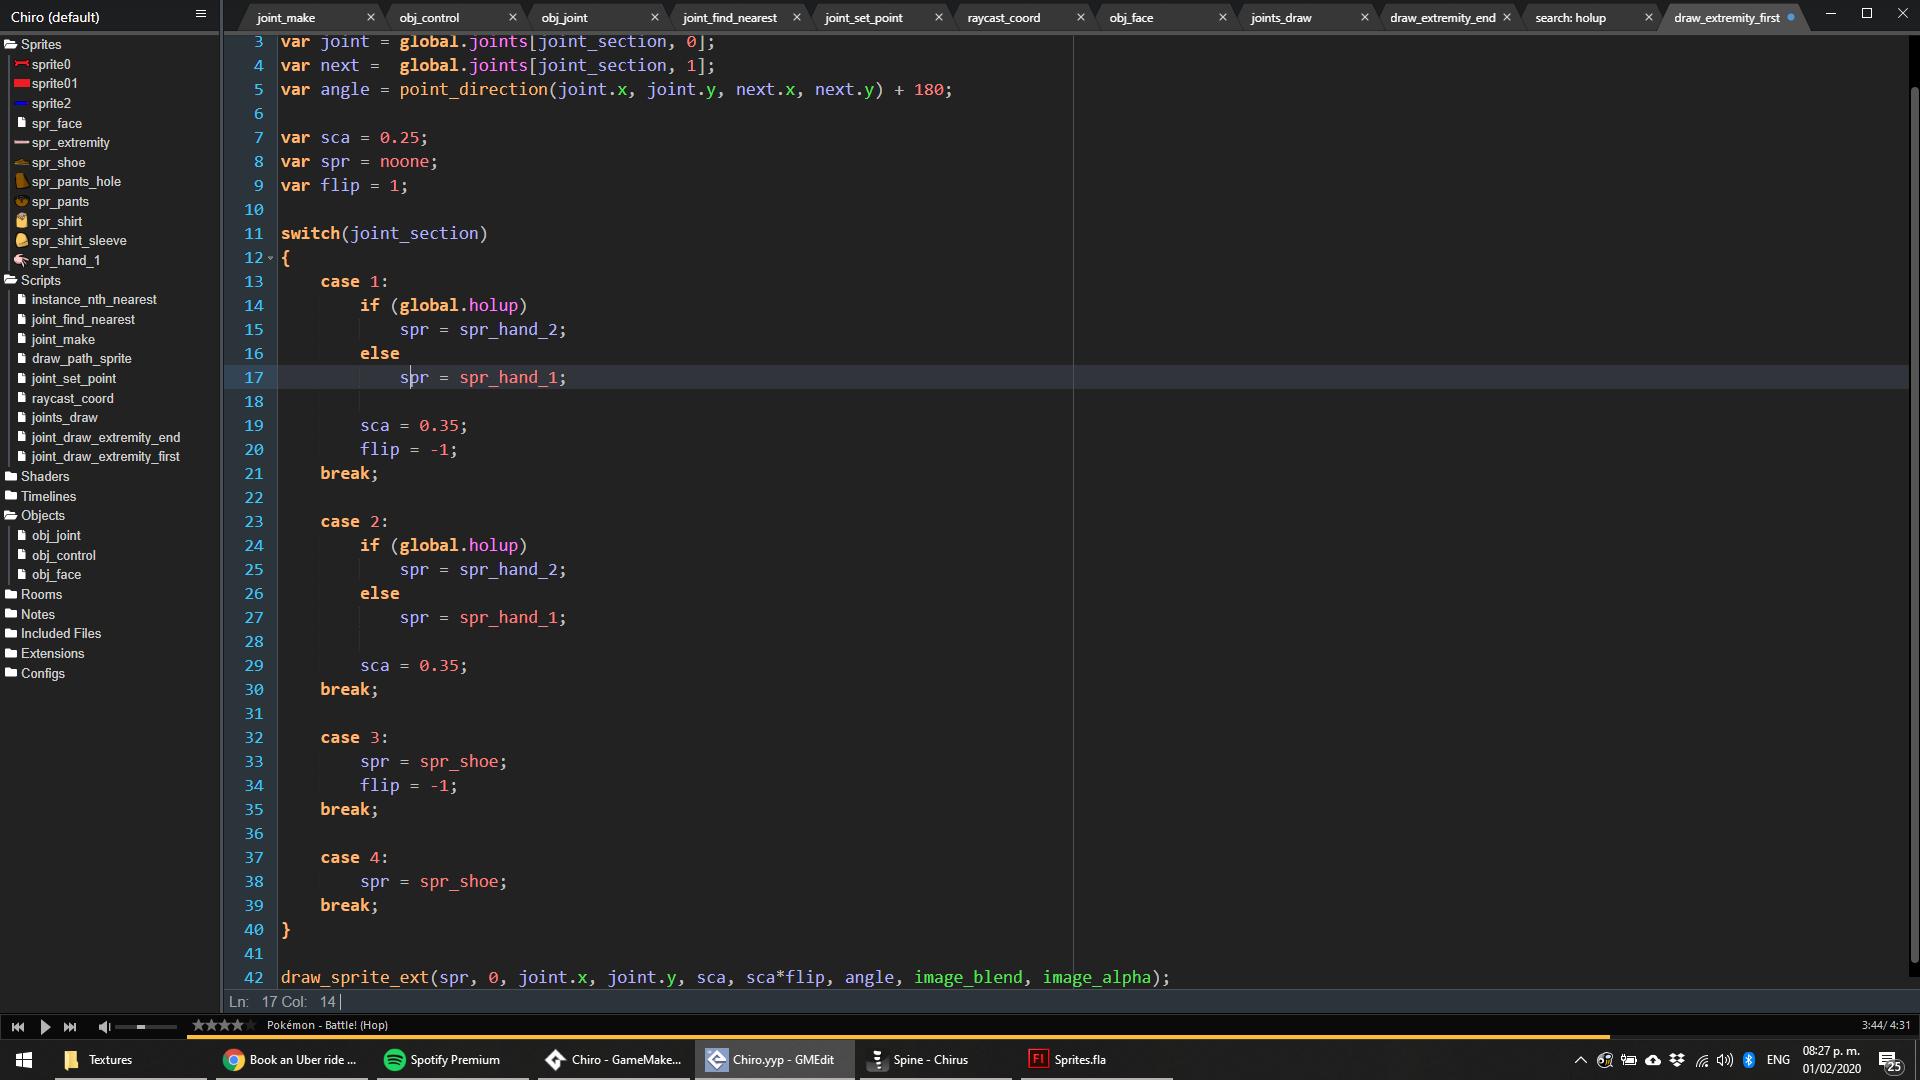 Chiro (default)
joint_make
obj_control
obj_joint
joint_find_nearest
joint_set_point
raycast_coord
obj_face
joints_draw
draw_extremity_end
search: holup
draw_extremity_first
Sprites
sprite0
sprite01
sprite2
spr_face
spr_extremity
spr_shoe
spr_pants_hole
spr_pants
spr_shirt
spr_shirt_sleeve
spr_hand_1
Scripts
instance_nth_nearest
joint_find_nearest
joint_make
draw_path_sprite
joint_set_point
raycast_coord
joints_draw
joint_draw_extremity_end
joint_draw_extremity_first
Shaders
Timelines
Objects
obj_joint
obj_control
obj_face
Rooms
Notes
Included Files
Extensions
Configs
3 var joint = global.joints[joint_section, 0];
4 var next =  global.joints[joint_section, 1];
5 var angle = point_direction(joint.x, joint.y, next.x, next.y) + 180;
6
7 var sca = 0.25;
8 var spr = noone;
9 var flip = 1;
10
11 switch(joint_section)
12 {
13     case 1:
14         if (global.holup)
15             spr = spr_hand_2;
16         else
17             spr = spr_hand_1;
18
19         sca = 0.35;
20         flip = -1;
21     break;
22
23     case 2:
24         if (global.holup)
25             spr = spr_hand_2;
26         else
27             spr = spr_hand_1;
28
29         sca = 0.35;
30     break;
31
32     case 3:
33         spr = spr_shoe;
34         flip = -1;
35     break;
36
37     case 4:
38         spr = spr_shoe;
39     break;
40 }
41
42 draw_sprite_ext(spr, 0, joint.x, joint.y, sca, sca*flip, angle, image_blend, image_alpha);
Ln: 17 Col: 14
Pokémon - Battle! (Hop)
3:44/ 4:31
Textures
Book an Uber ride ...
Spotify Premium
Chiro - GameMake...
Chiro.yyp - GMEdit
Spine - Chirus
Fl
Sprites.fla
ENG
08:27 p. m.
01/02/2020
25